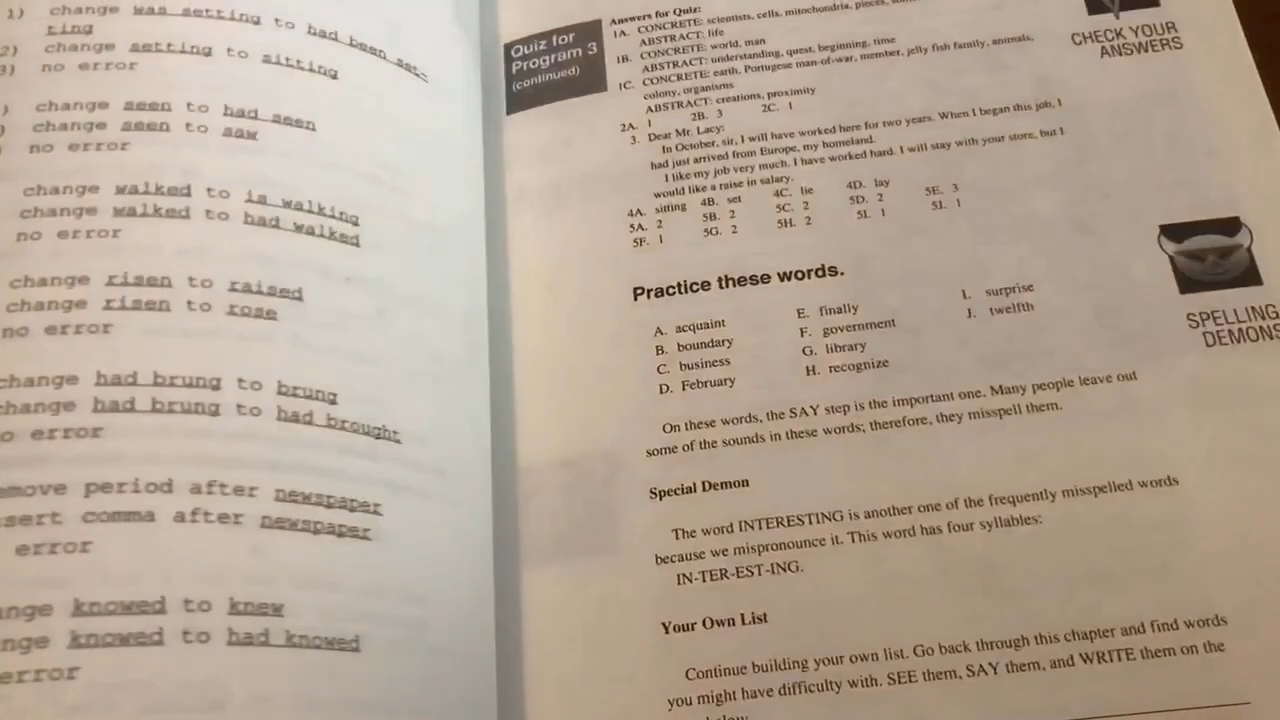 1) change was setting to had been set-
ting
2) change setting to sitting
3) no error
) change seen to had seen
) change seen to saw
no error
change walked to is walking
change walked to had walked
no error
change risen to raised
change risen to rose
no error
change had brung to brung
change had brung to had brought
o error
emove period after newspaper
sert comma after newspaper
error
ange knowed to knew
nge knowed to had knowed
error
Quiz for
Program 3
(continued)
Answers for Quiz:
1A. CONCRETE: scientists, cells, mitochondria, pieces,
ABSTRACT: life
1B. CONCRETE: world, man
ABSTRACT: understanding, quest, beginning, time
1C. CONCRETE: earth, Portugese man-of-war, member, jelly fish family, animals,
colony, organisms
ABSTRACT: creations, proximity
2A. 1 2B. 3 2C. 1
3. Dear Mr. Lacy:
In October, sir, I will have worked here for two years. When I began this job, I
had just arrived from Europe, my homeland.
I like my job very much. I have worked hard. I will stay with your store, but I
would like a raise in salary.
4A. sitting 4B. set 4C. lie 4D. lay
5A. 2 5B. 2 5C. 2 5D. 2 5E. 3
5F. 1 5G. 2 5H. 2 5I. 1 5J. 1
CHECK YOUR
ANSWERS
Practice these words.
A. acquaint E. finally I. surprise
B. boundary F. government J. twelfth
C. business G. library
D. February H. recognize
SPELLING
DEMONS
On these words, the SAY step is the important one. Many people leave out
some of the sounds in these words; therefore, they misspell them.
Special Demon
The word INTERESTING is another one of the frequently misspelled words
because we mispronounce it. This word has four syllables:
IN-TER-EST-ING.
Your Own List
Continue building your own list. Go back through this chapter and find words
you might have difficulty with. SEE them, SAY them, and WRITE them on the
below